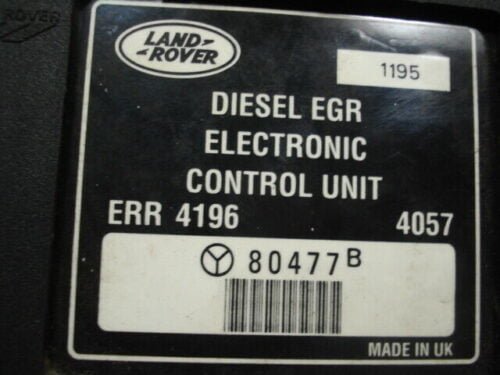 ROVER
LAND-
-ROVER
1195
DIESEL EGR
ELECTRONIC
CONTROL UNIT
ERR 4196 4057
80477B
MADE IN UK